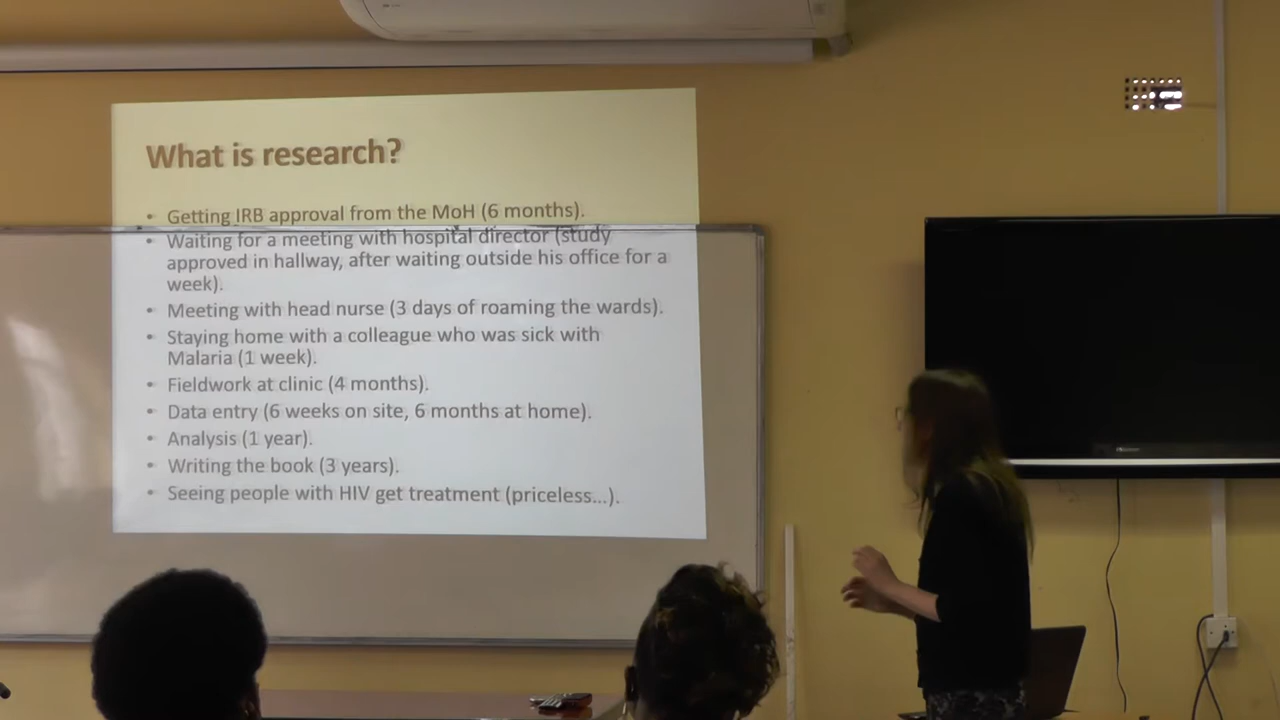 What is research?
• Getting IRB approval from the MoH (6 months).
• Waiting for a meeting with hospital director (study
approved in hallway, after waiting outside his office for a
week).
• Meeting with head nurse (3 days of roaming the wards).
• Staying home with a colleague who was sick with
Malaria (1 week).
• Fieldwork at clinic (4 months).
• Data entry (6 weeks on site, 6 months at home).
• Analysis (1 year).
• Writing the book (3 years).
• Seeing people with HIV get treatment (priceless...).